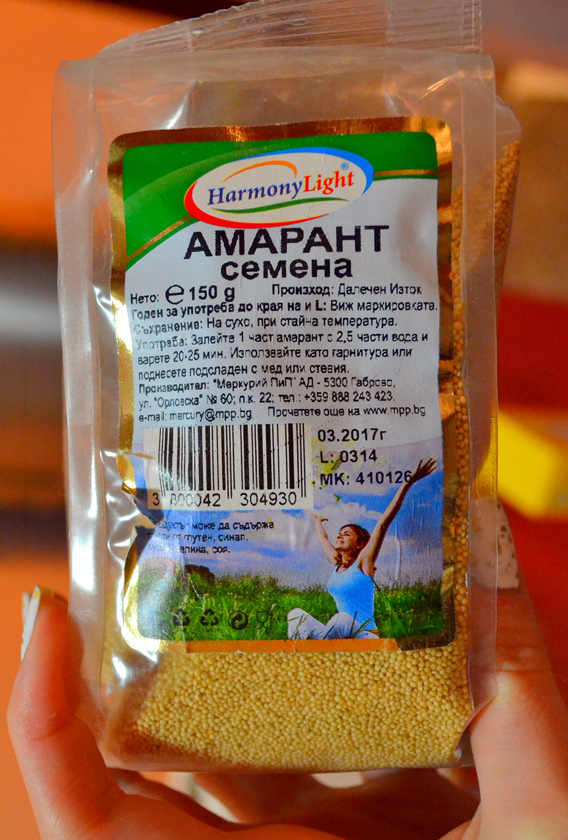 HarmonyLight®
АМАРАНТ
семена
Нето: ℮ 150 g Произход: Далечен Изток
Годен за употреба до края на и L: Виж маркировката.
Съхранение: На сухо, при стайна температура.
Употреба: Залейте 1 част амарант с 2,5 части вода и
варете 20-25 мин. Използвайте като гарнитура или
поднесете подсладен с мед или стевия.
Производител: "Меркурий ПиП" АД - 5300 Габрово,
ул. "Орловска" № 60; п.к. 22; тел.: +359 888 243 423,
e-mail: mercury@mpp.bg Прочетете още на www.mpp.bg
03.2017г
L: 0314
МК: 410126
3 800042 304930
може да съдържа
глутен, синап,
соя.